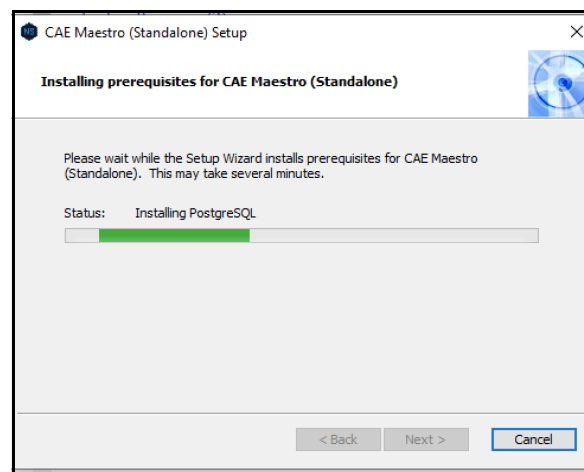 CAE Maestro (Standalone) Setup
Installing prerequisites for CAE Maestro (Standalone)
Please wait while the Setup Wizard installs prerequisites for CAE Maestro
(Standalone). This may take several minutes.
Status: Installing PostgreSQL
< Back Next > Cancel